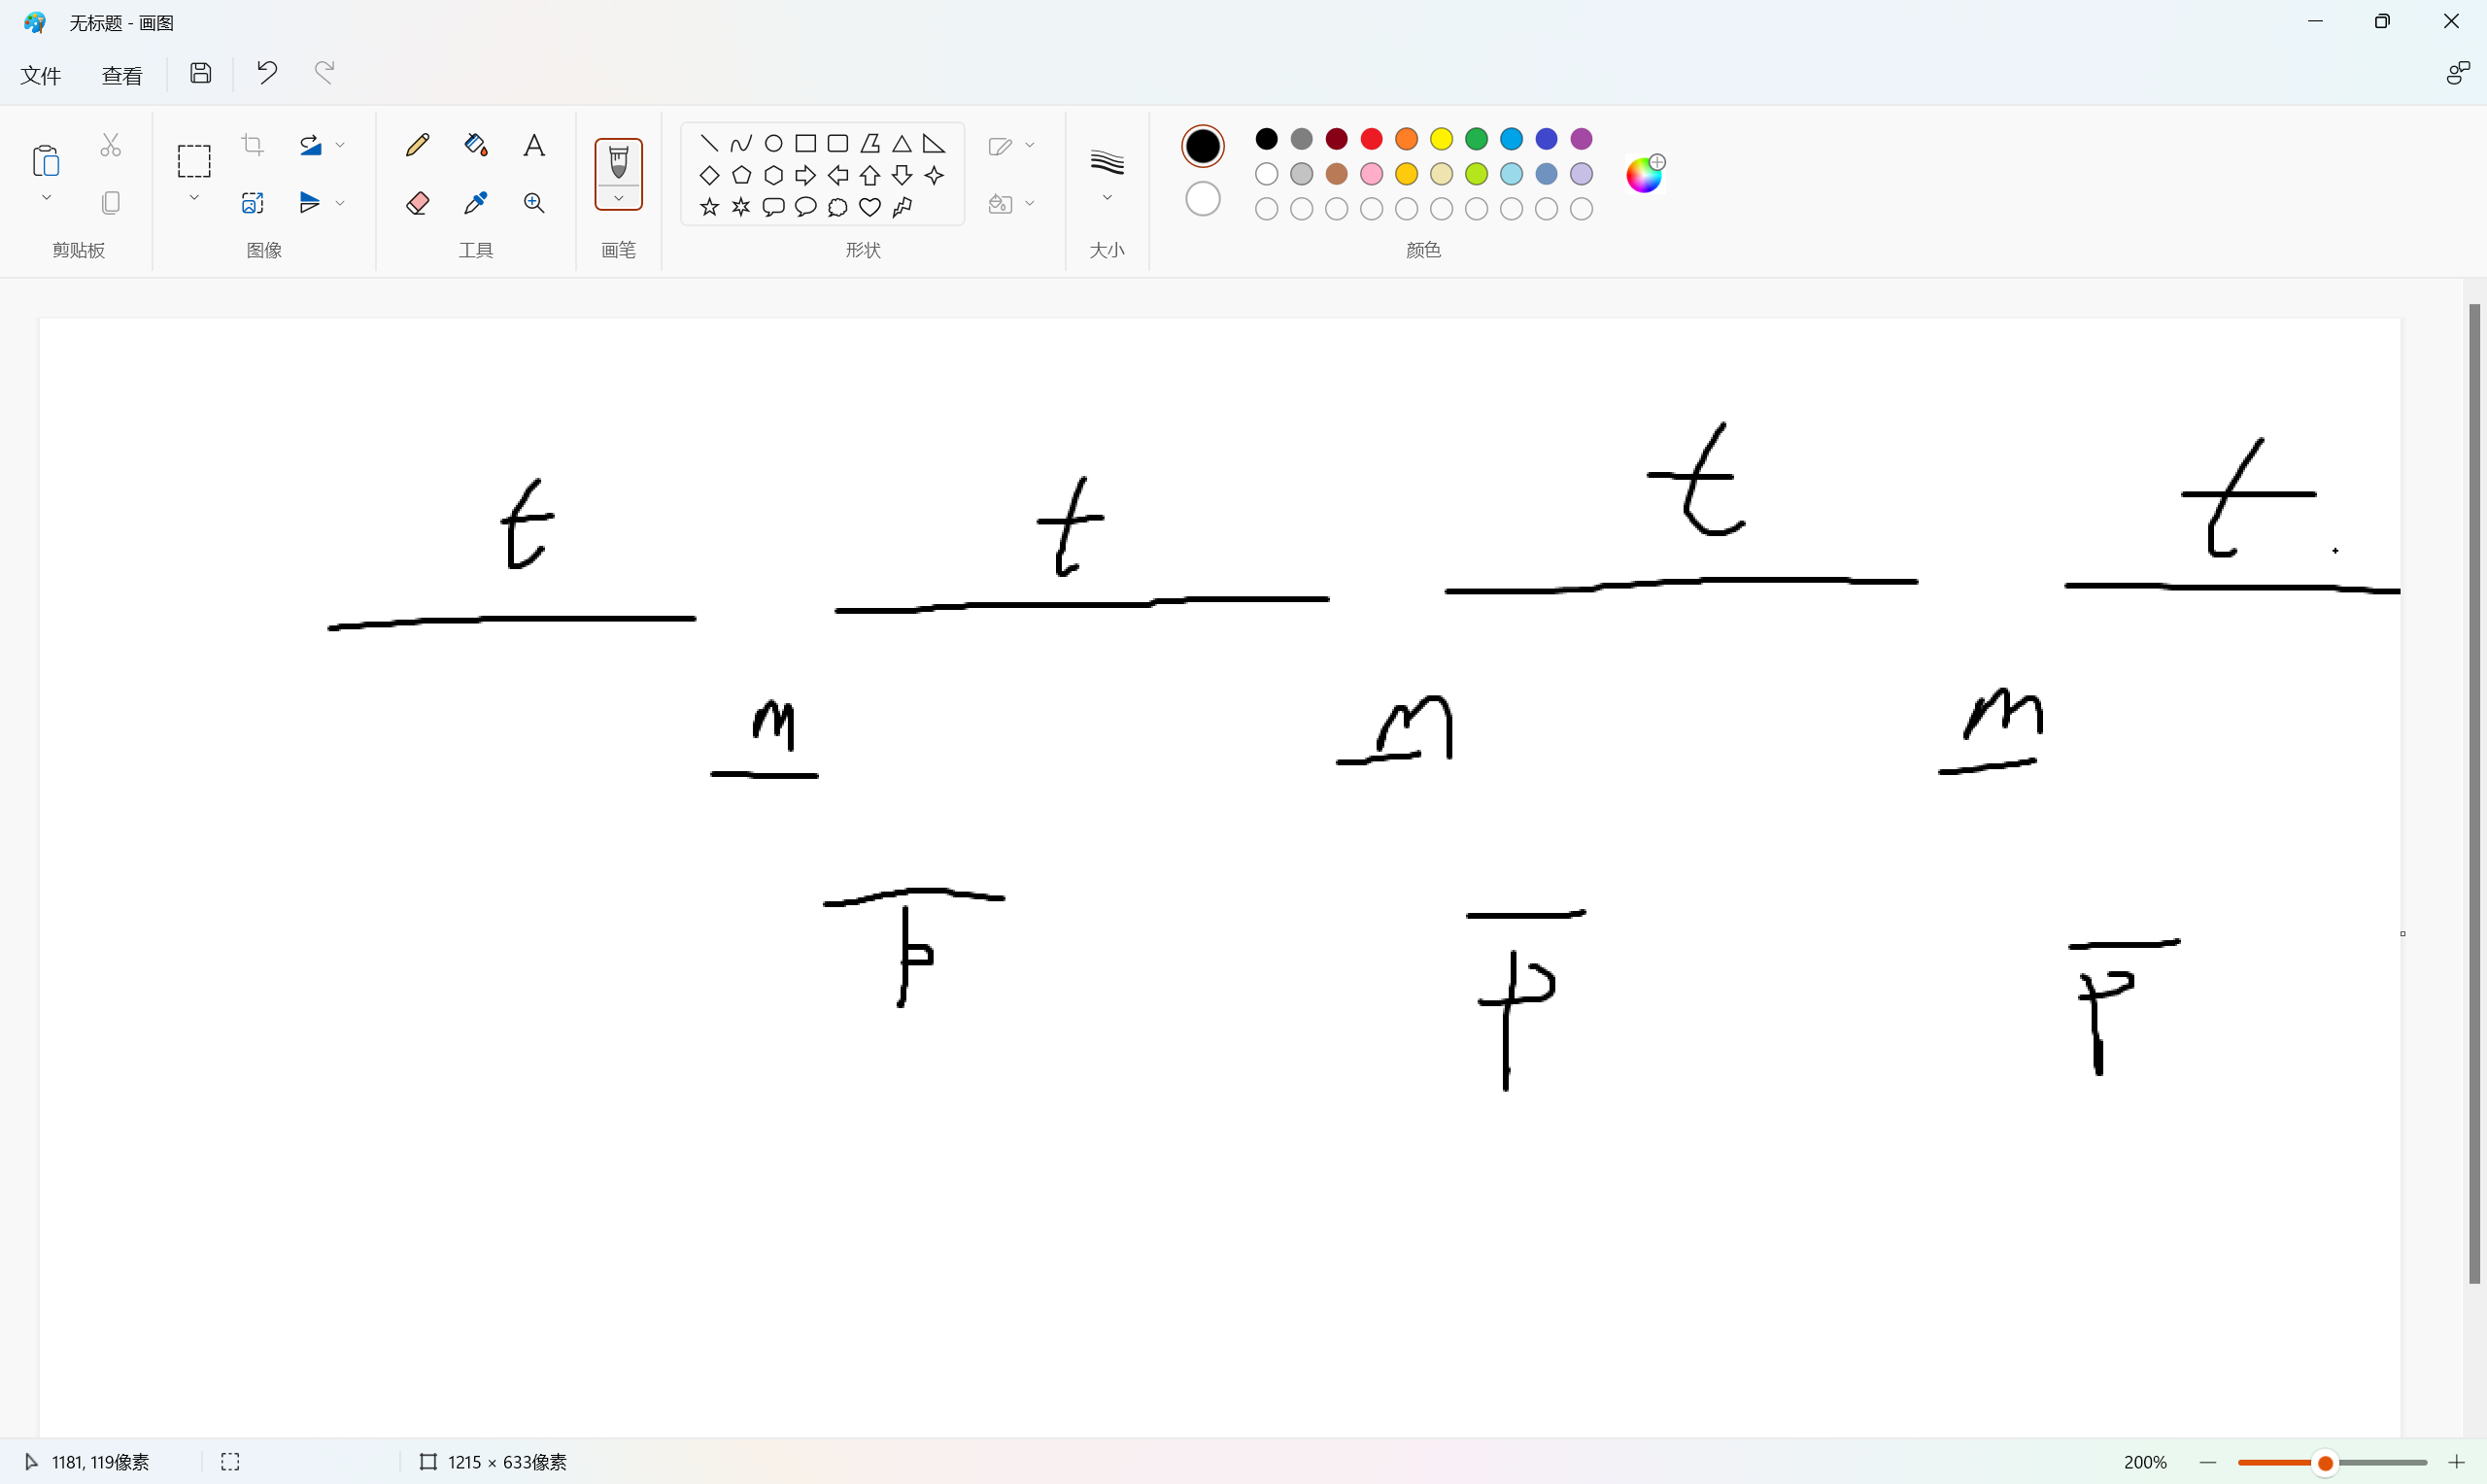 无标题 - 画图
文件 查看
剪贴板 图像 工具 画笔 形状 大小 颜色
t t t t
m m m
p p p
1181, 119像素 1215 × 633像素 200%